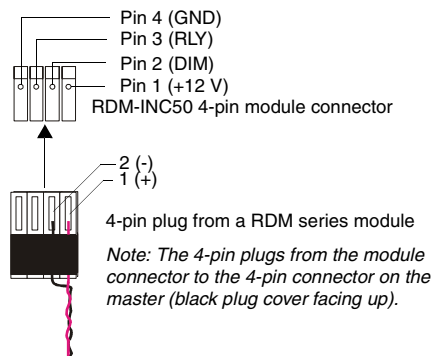 Pin 4 (GND)
Pin 3 (RLY)
Pin 2 (DIM)
Pin 1 (+12 V)
RDM-INC50 4-pin module connector
2 (-)
1 (+)
4-pin plug from a RDM series module
Note: The 4-pin plugs from the module
connector to the 4-pin connector on the
master (black plug cover facing up).